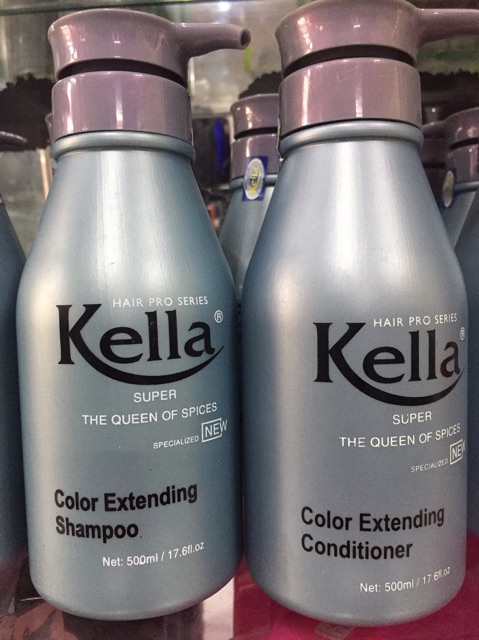 HAIR PRO SERIES
Kella®
SUPER
THE QUEEN OF SPICES
SPECIALIZED NEW
Color Extending
Shampoo
Net: 500ml / 17.6fl.oz
HAIR PRO SERIES
Kella®
SUPER
THE QUEEN OF SPICES
SPECIALIZED NEW
Color Extending
Conditioner
Net: 500ml / 17.6fl.oz